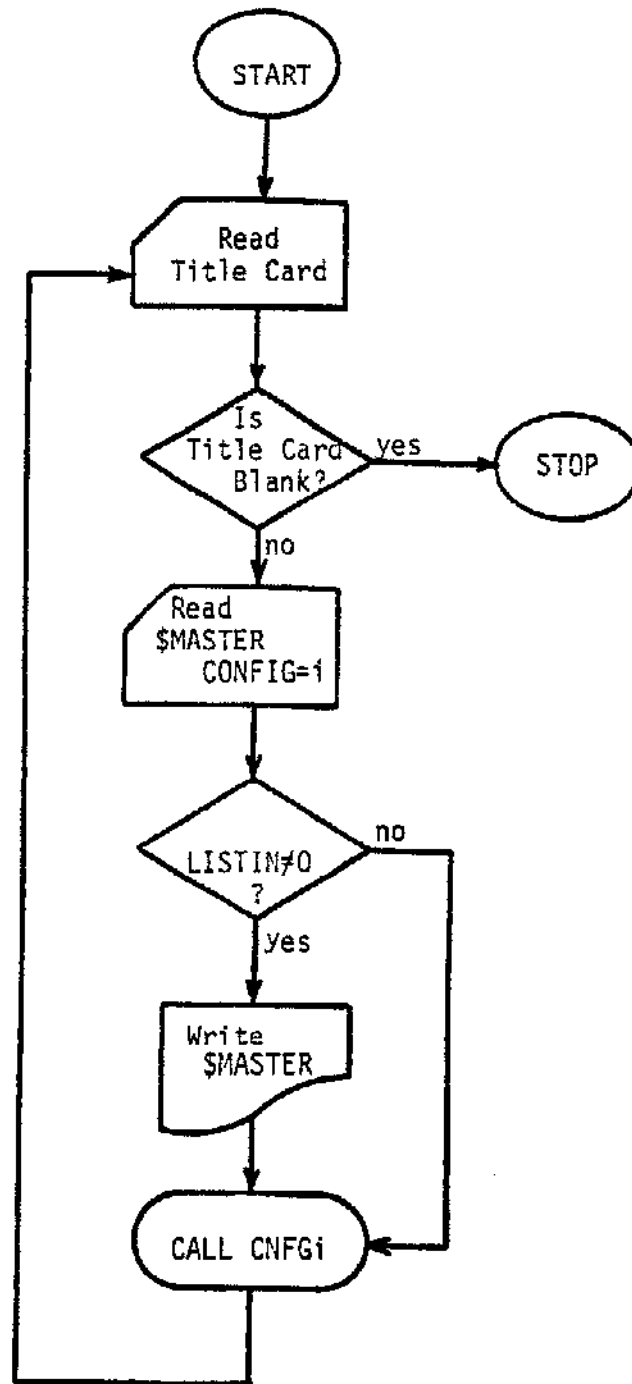 START
Read
Title Card
Is
Title Card
Blank?
yes
STOP
no
Read
$MASTER
CONFIG=i
LISTIN≠0
?
no
yes
Write
$MASTER
CALL CNFGi